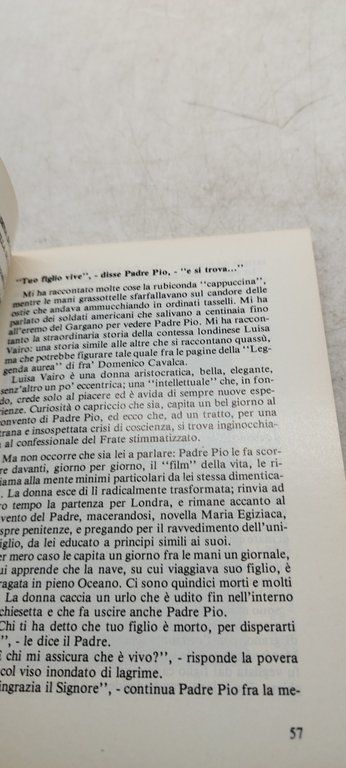 "Tuo figlio vive", - disse Padre Pio, - "e si trova..."
Mi ha raccontato molte cose la rubiconda "cappuccina",
mentre le mani grassottelle sfarfallavano sul candore delle
ostie che andava ammucchiando in ordinati tasselli. Mi ha
parlato dei soldati americani che salivano a centinaia fino
all'eremo del Gargano per vedere Padre Pio. Mi ha raccon-
tanto la straordinaria storia della contessa londinese Luisa
Vairo: una storia simile alle altre che si raccontano quassù,
ma che potrebbe figurare tale quale fra le pagine della "Leg-
genda aurea" di fra' Domenico Cavalca.
Luisa Vairo è una donna aristocratica, bella, elegante,
senz'altro un po' eccentrica; una "intellettuale" che, in fon-
do, crede solo al piacere ed è avida di sempre nuove espe-
rienze. Curiosità o capriccio che sia, capita un bel giorno al
convento di Padre Pio, ed ecco che, ad un tratto, per una
trana e insospettata crisi di coscienza, si trova inginocchia-
a al confessionale del Frate stimmatizzato.
Ma non occorre che sia lei a parlare: Padre Pio le fa scor-
re davanti, giorno per giorno, il "film" della vita, le ri-
iama alla mente minimi particolari da lei stessa dimentica-
. La donna esce di lì radicalmente trasformata; rinvia ad
ro tempo la partenza per Londra, e rimane accanto al
vento del Padre, macerandosi, novella Maria Egiziaca,
spre penitenze, e pregando per il ravvedimento dell'uni-
figlio, da lei educato a principi simili ai suoi.
er mero caso le capita un giorno fra le mani un giornale,
ui apprende che la nave, su cui viaggiava suo figlio, è
ragata in pieno Oceano. Ci sono quindici morti e molti
. La donna caccia un urlo che è udito fin nell'interno
chiesetta e che fa uscire anche Padre Pio.
Chi ti ha detto che tuo figlio è morto, per disperarti
", - le dice il Padre.
E chi mi assicura che è vivo?", - risponde la povera
col viso inondato di lagrime.
ingrazia il Signore", - continua Padre Pio fra la me-
57